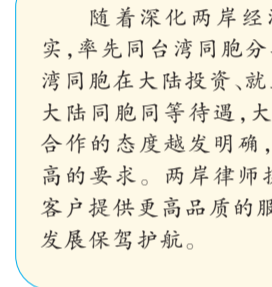 随着深化两岸经
实,率先同台湾同胞分
湾同胞在大陆投资、就
大陆同胞同等待遇,大
合作的态度越发明确,
高的要求。两岸律师
客户提供更高品质的
发展保驾护航。